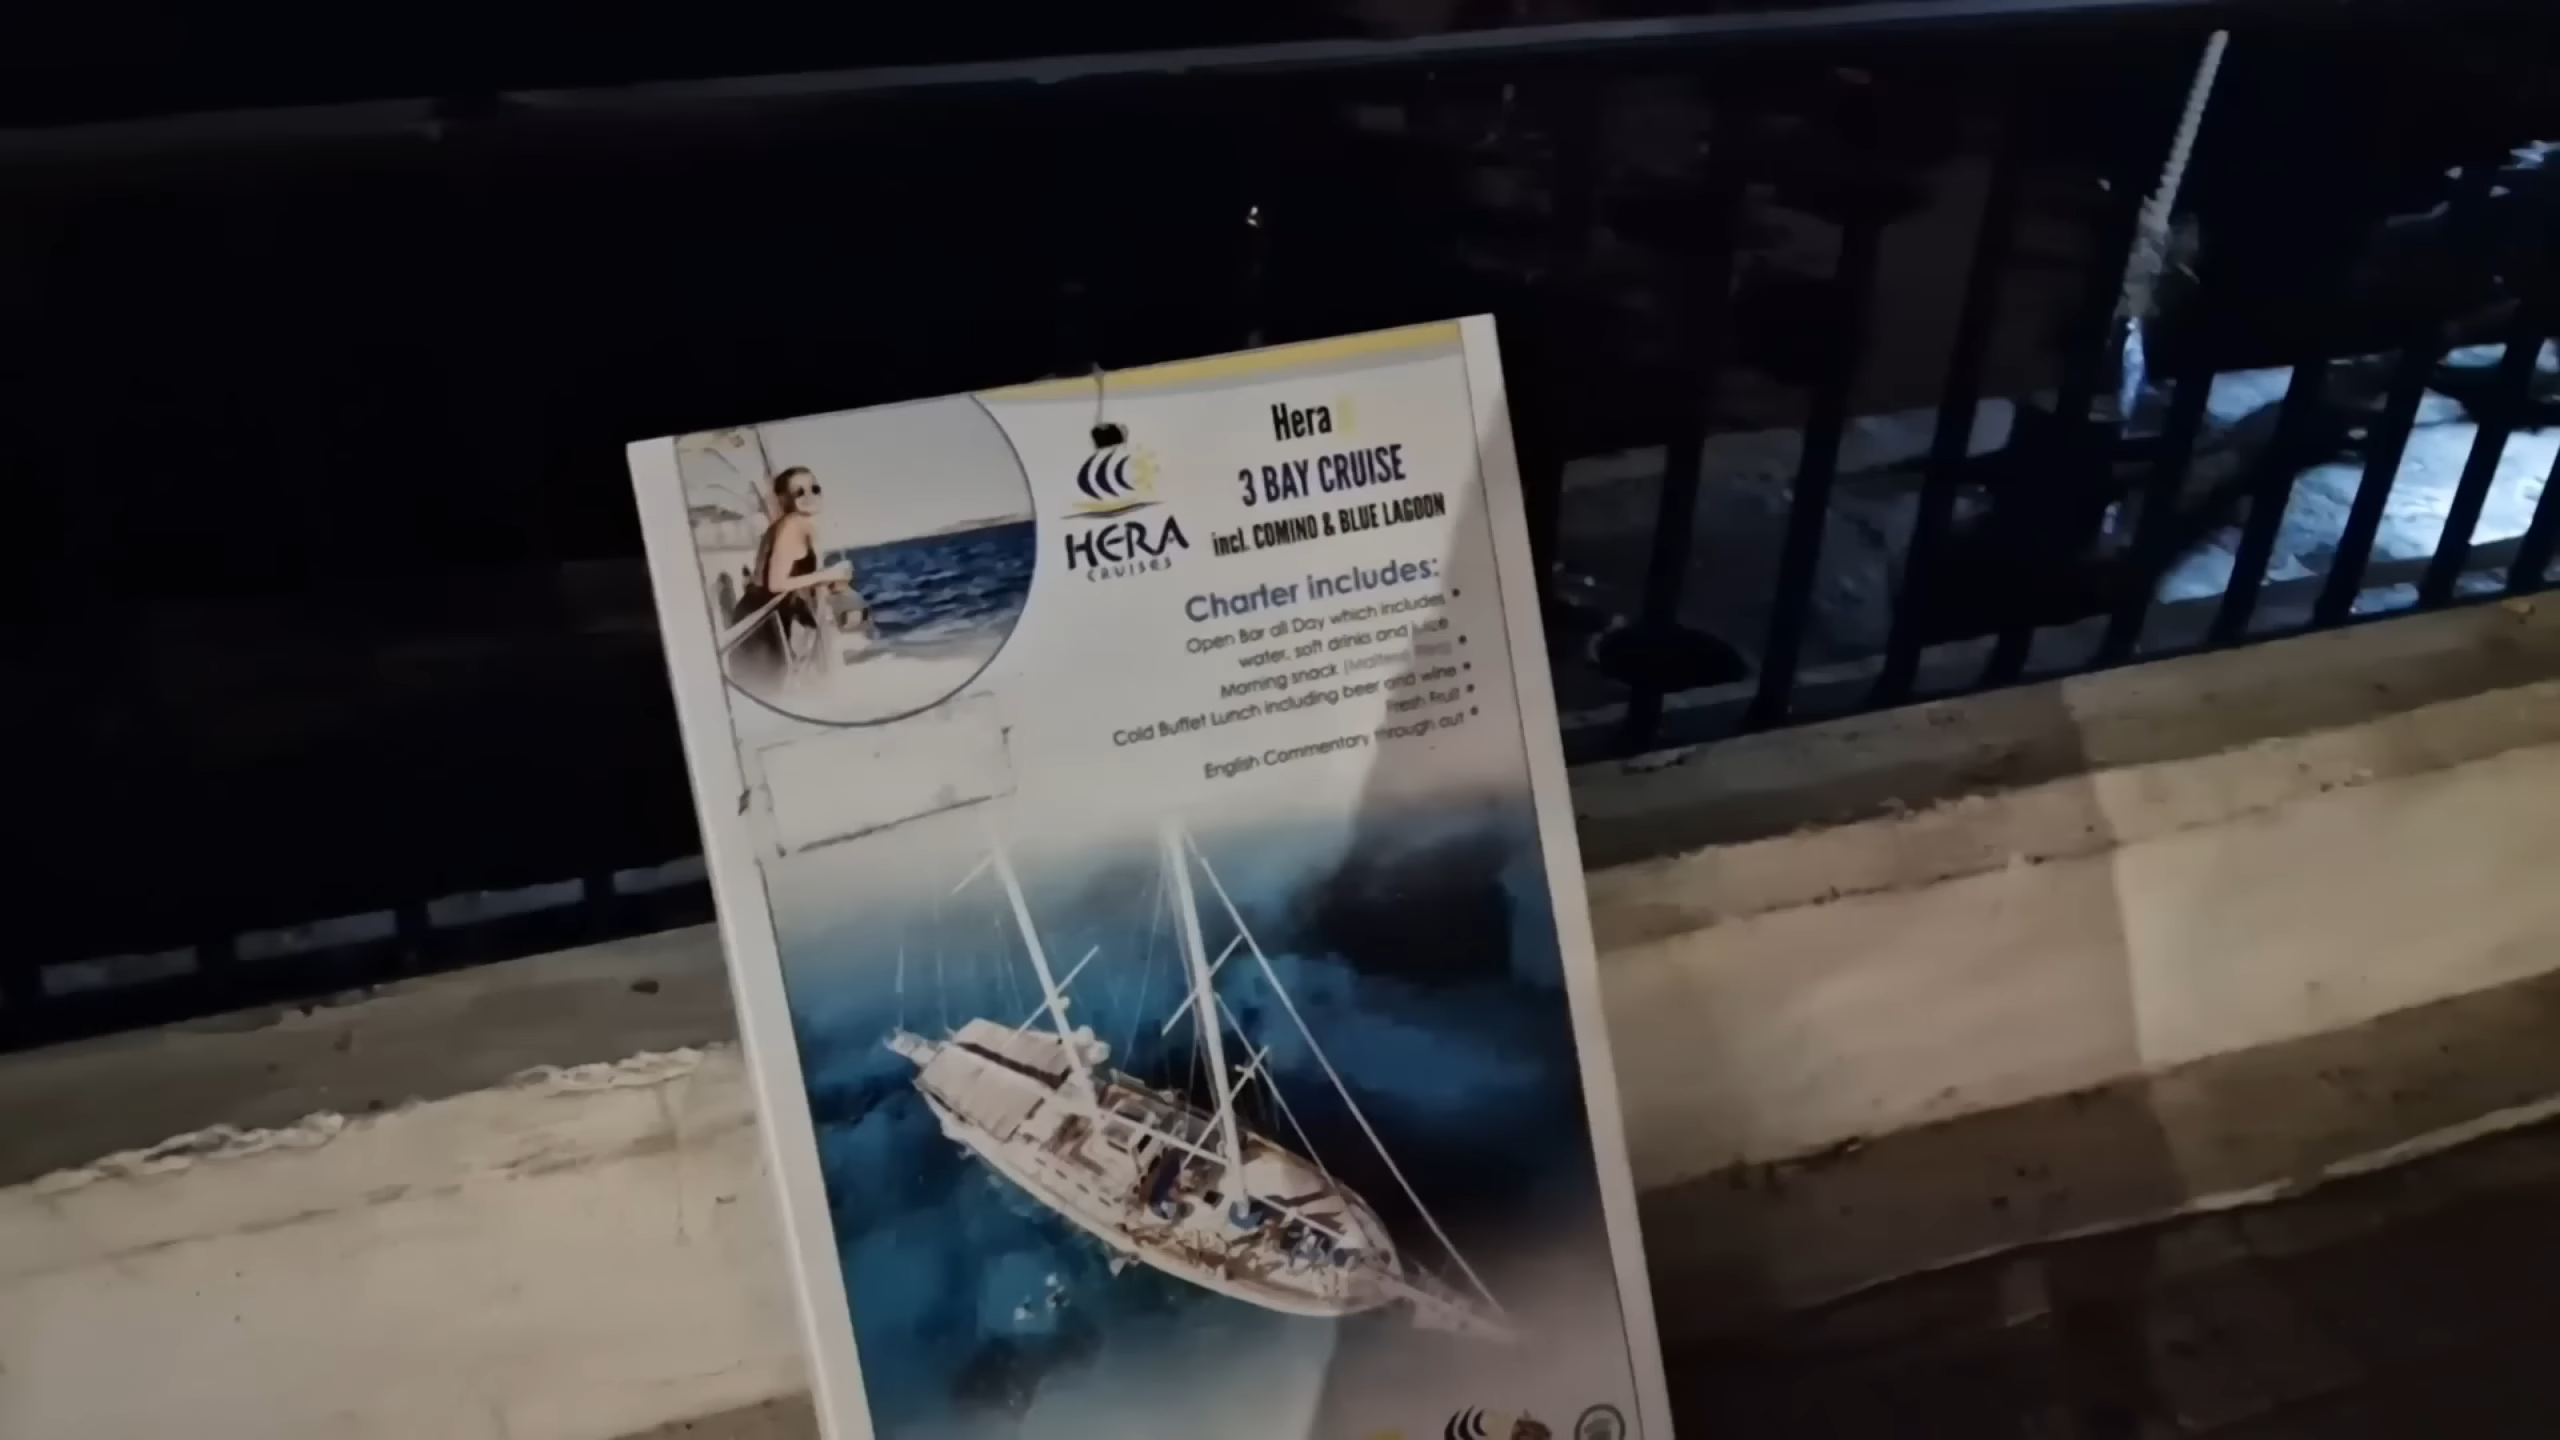 HERA
CRUISES
Hera
3 BAY CRUISE
incl. COMINO & BLUE LAGOON
Charter includes:
Open Bar all Day which includes •
water, soft drinks and juice
Morning snack •
Cold Buffet Lunch including beer and wine •
Fresh Fruit •
English Commentary through out •